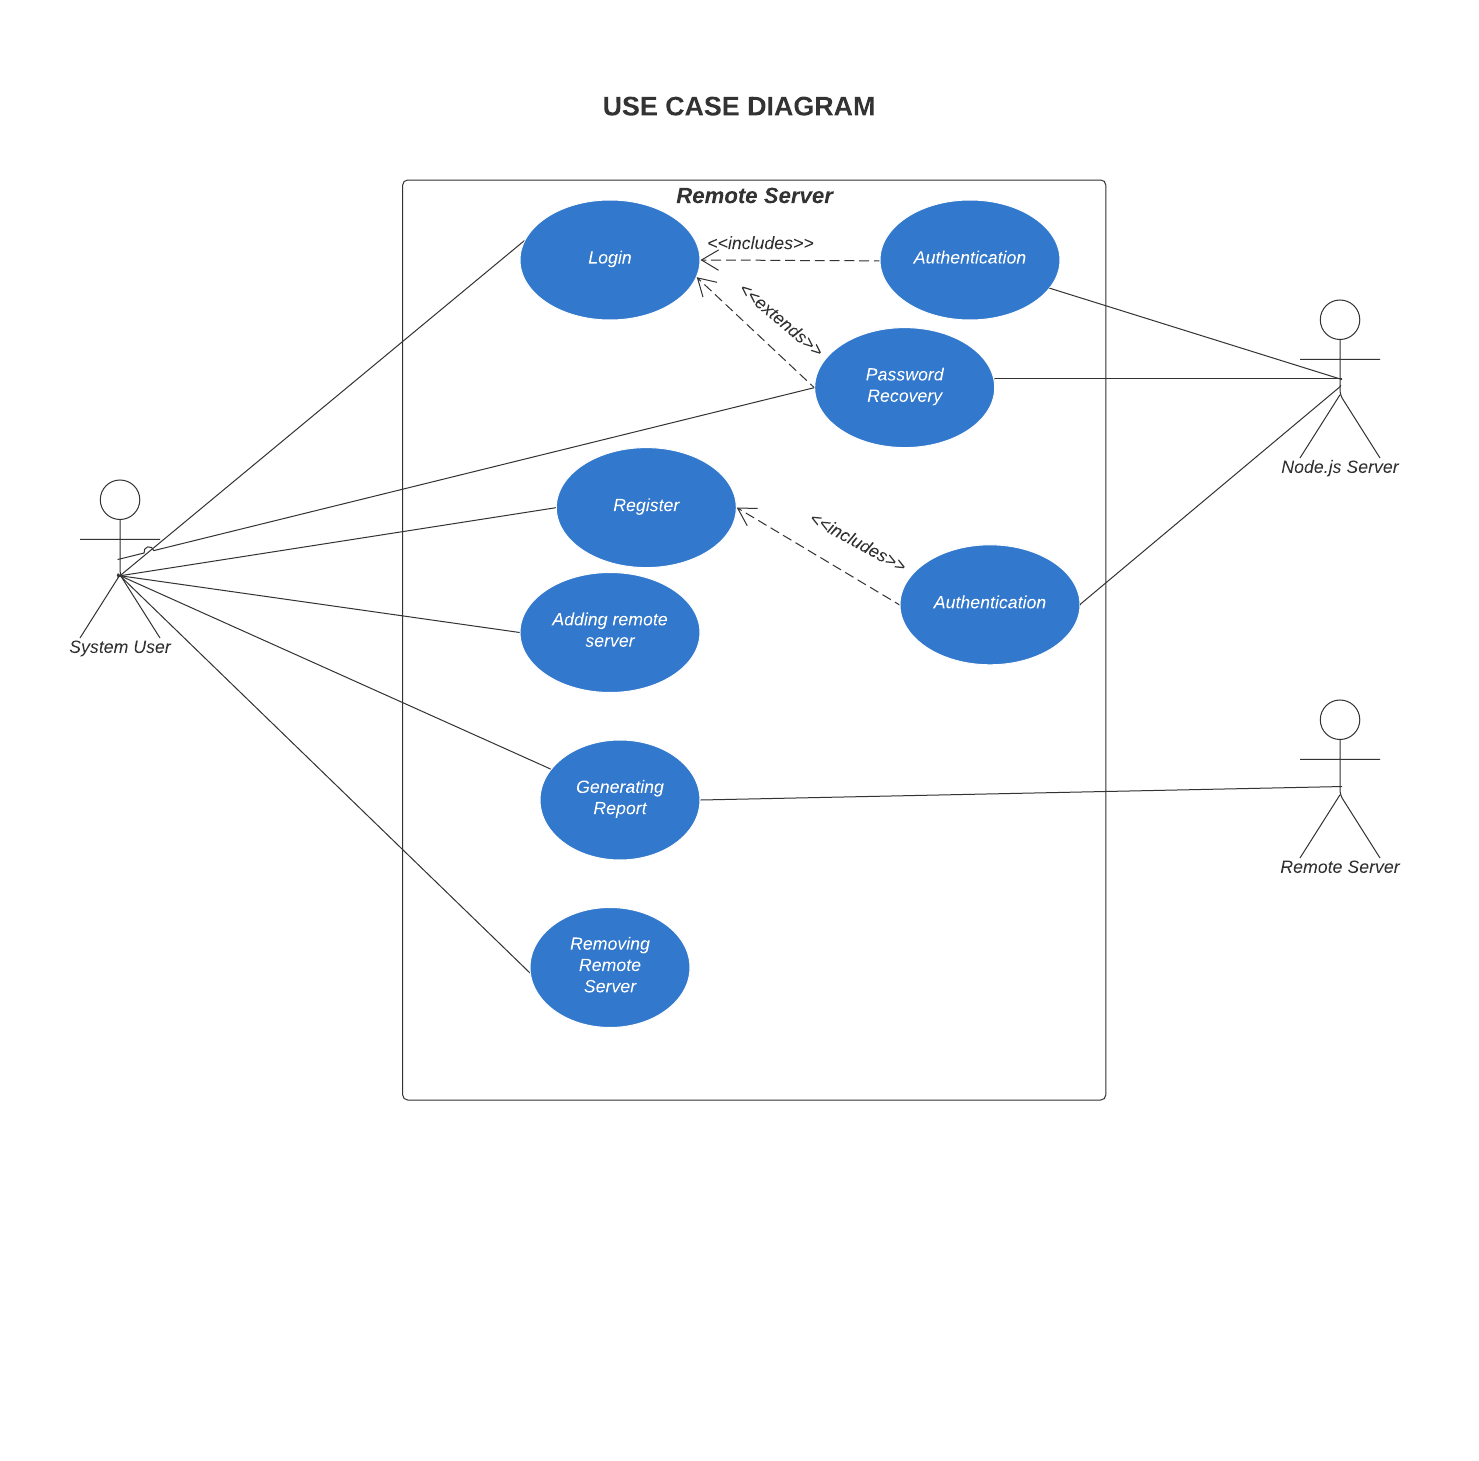 USE CASE DIAGRAM
Remote Server
Login
<<includes>>
Authentication
<<extends>>
Password
Recovery
Node.js Server
Register
<<includes>>
Authentication
Adding remote
server
System User
Generating
Report
Remote Server
Removing
Remote
Server